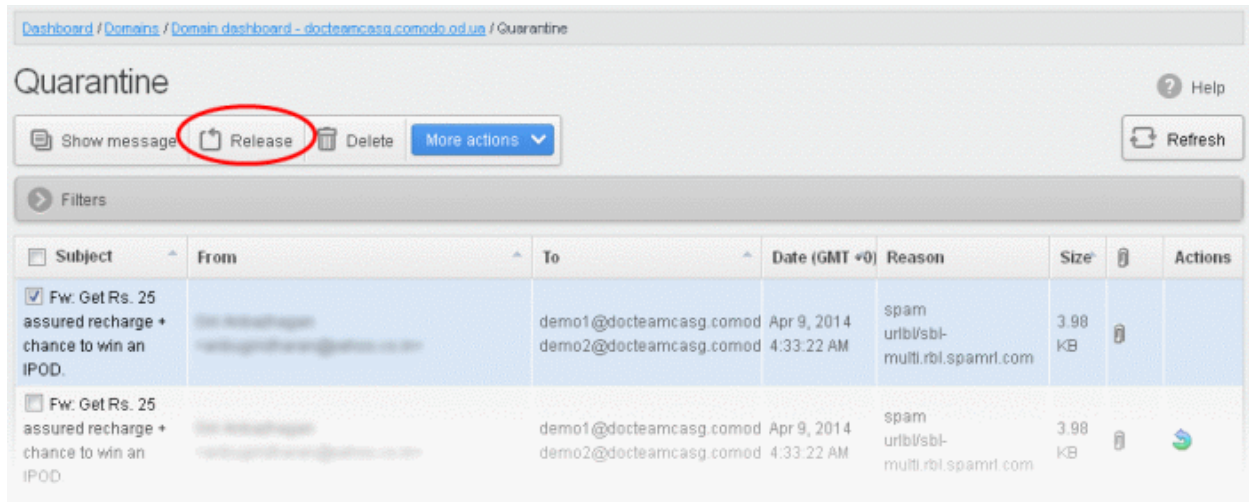 Dashboard / Domains / Domain dashboard - docteamcasg.comodo.od.ua / Quarantine
Quarantine
Help
Show message Release Delete More actions Refresh
Filters
Subject From To Date (GMT +0) Reason Size Actions
Fw: Get Rs. 25
assured recharge +
chance to win an
IPOD.
demo1@docteamcasg.comod
demo2@docteamcasg.comod
Apr 9, 2014
4:33:22 AM
spam
urlbl/sbl-
multi.rbl.spamrl.com
3.98
KB
Fw: Get Rs. 25
assured recharge +
chance to win an
IPOD
demo1@docteamcasg.comod
demo2@docteamcasg.comod
Apr 9, 2014
4:33:22 AM
spam
urlbl/sbl-
multi.rbl.spamrl.com
3.98
KB